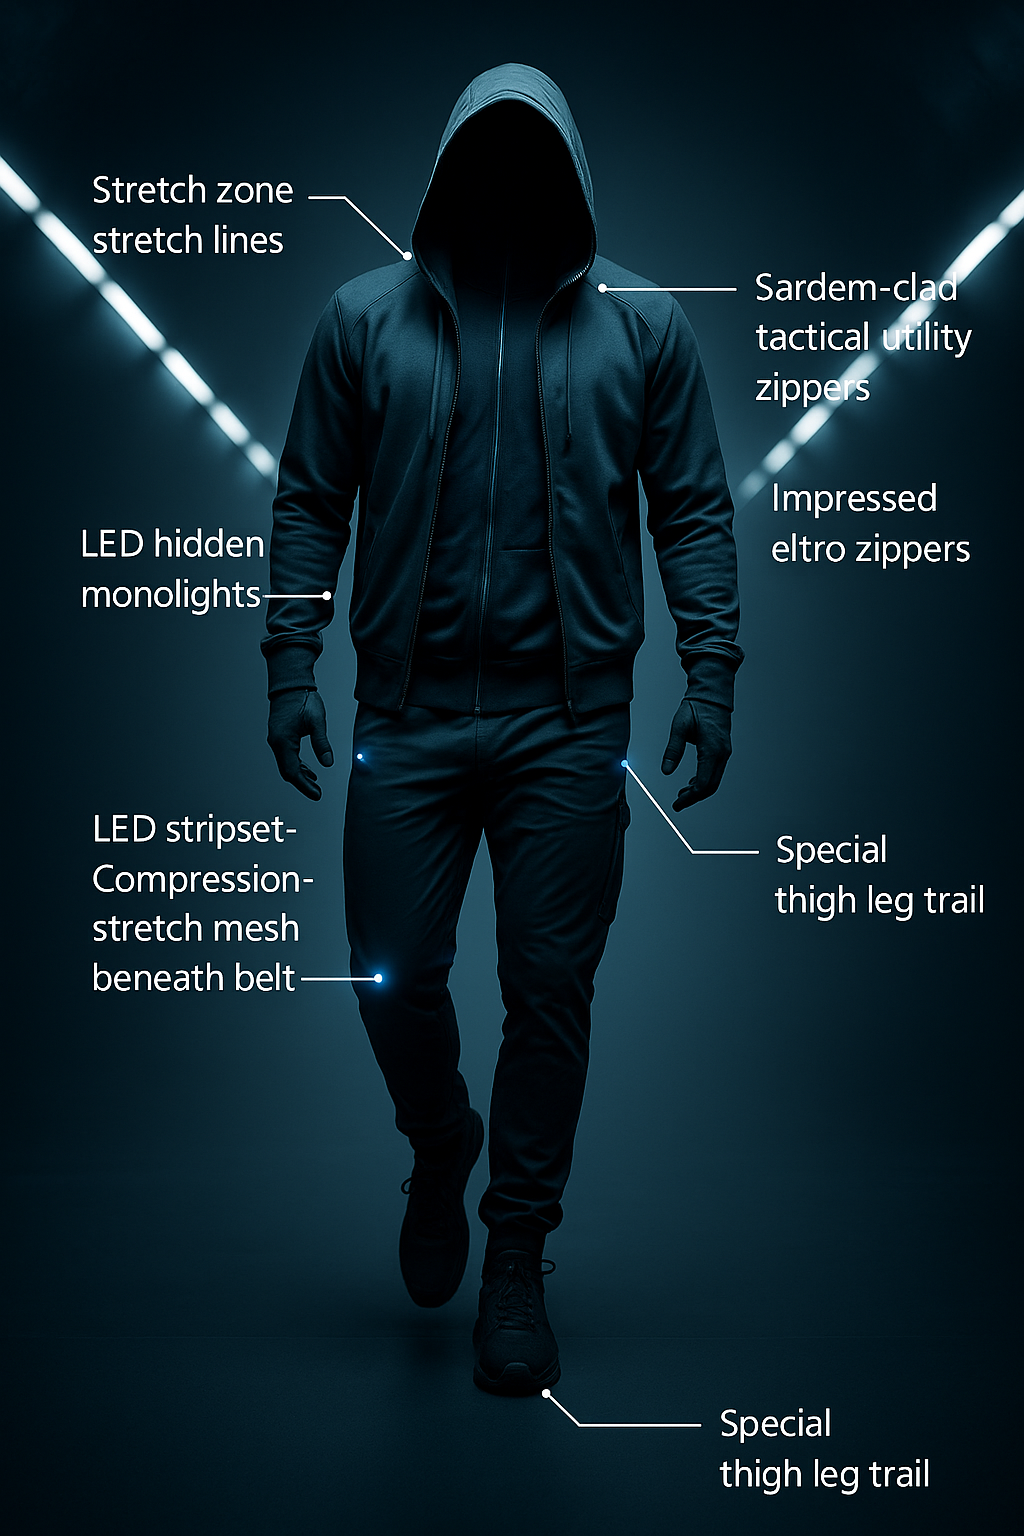 Stretch zone
stretch lines
Sardem-clad
tactical utility
zippers
Impressed
eltro zippers
LED hidden
monolights
LED stripset-
Compression-
stretch mesh
beneath belt
Special
thigh leg trail
Special
thigh leg trail